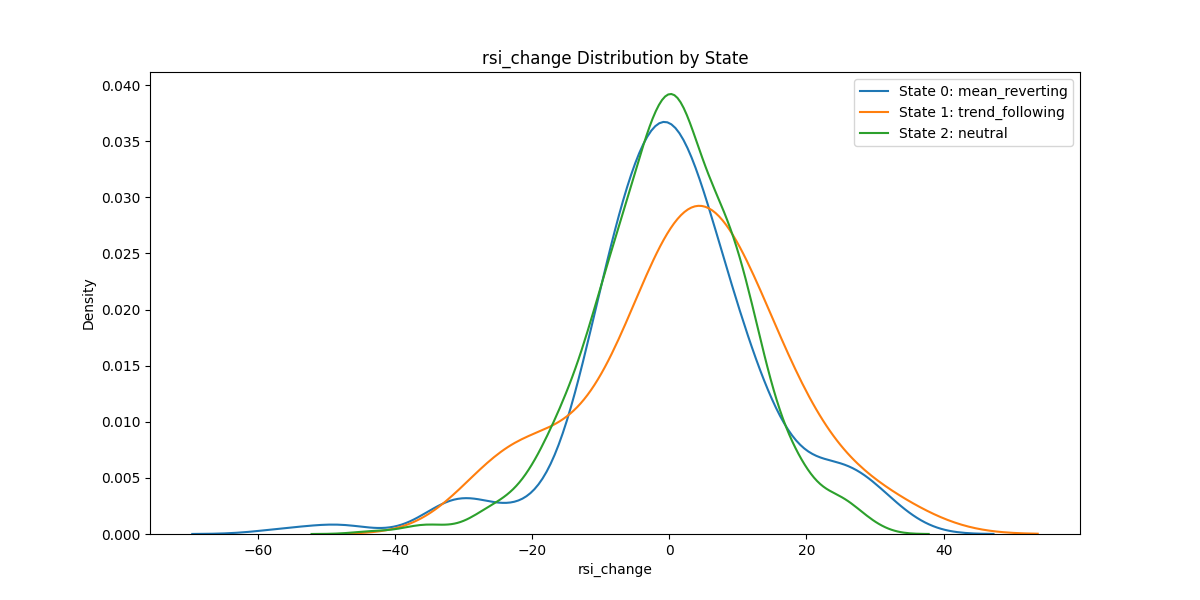 rsi_change Distribution by State
State 0: mean_reverting
State 1: trend_following
State 2: neutral
0.040
0.035
0.030
0.025
0.020
0.015
0.010
0.005
0.000
Density
−60
−40
−20
0
20
40
rsi_change